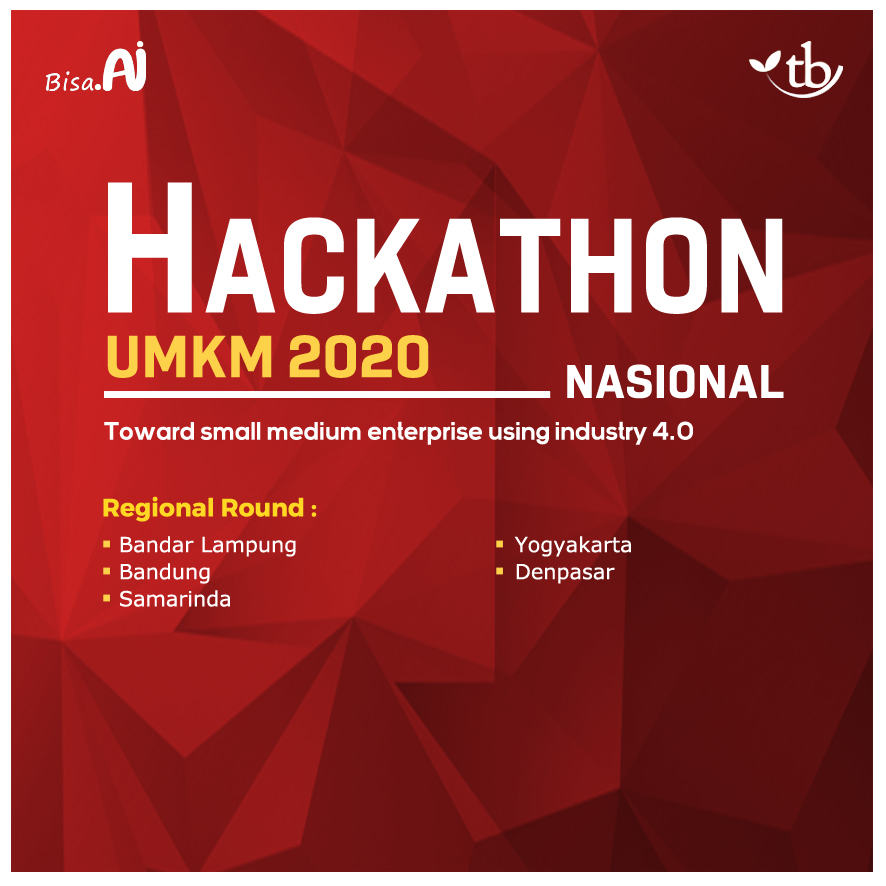 Bisa.AI
tb
HACKATHON
UMKM 2020
NASIONAL
Toward small medium enterprise using industry 4.0
Regional Round :
▪ Bandar Lampung
▪ Bandung
▪ Samarinda
▪ Yogyakarta
▪ Denpasar